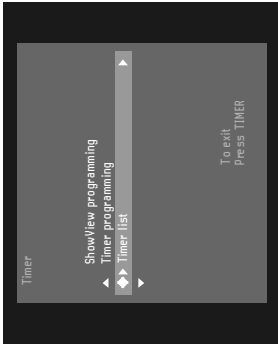 Timer
ShowView programming
Timer programming
Timer list
To exit
Press TIMER